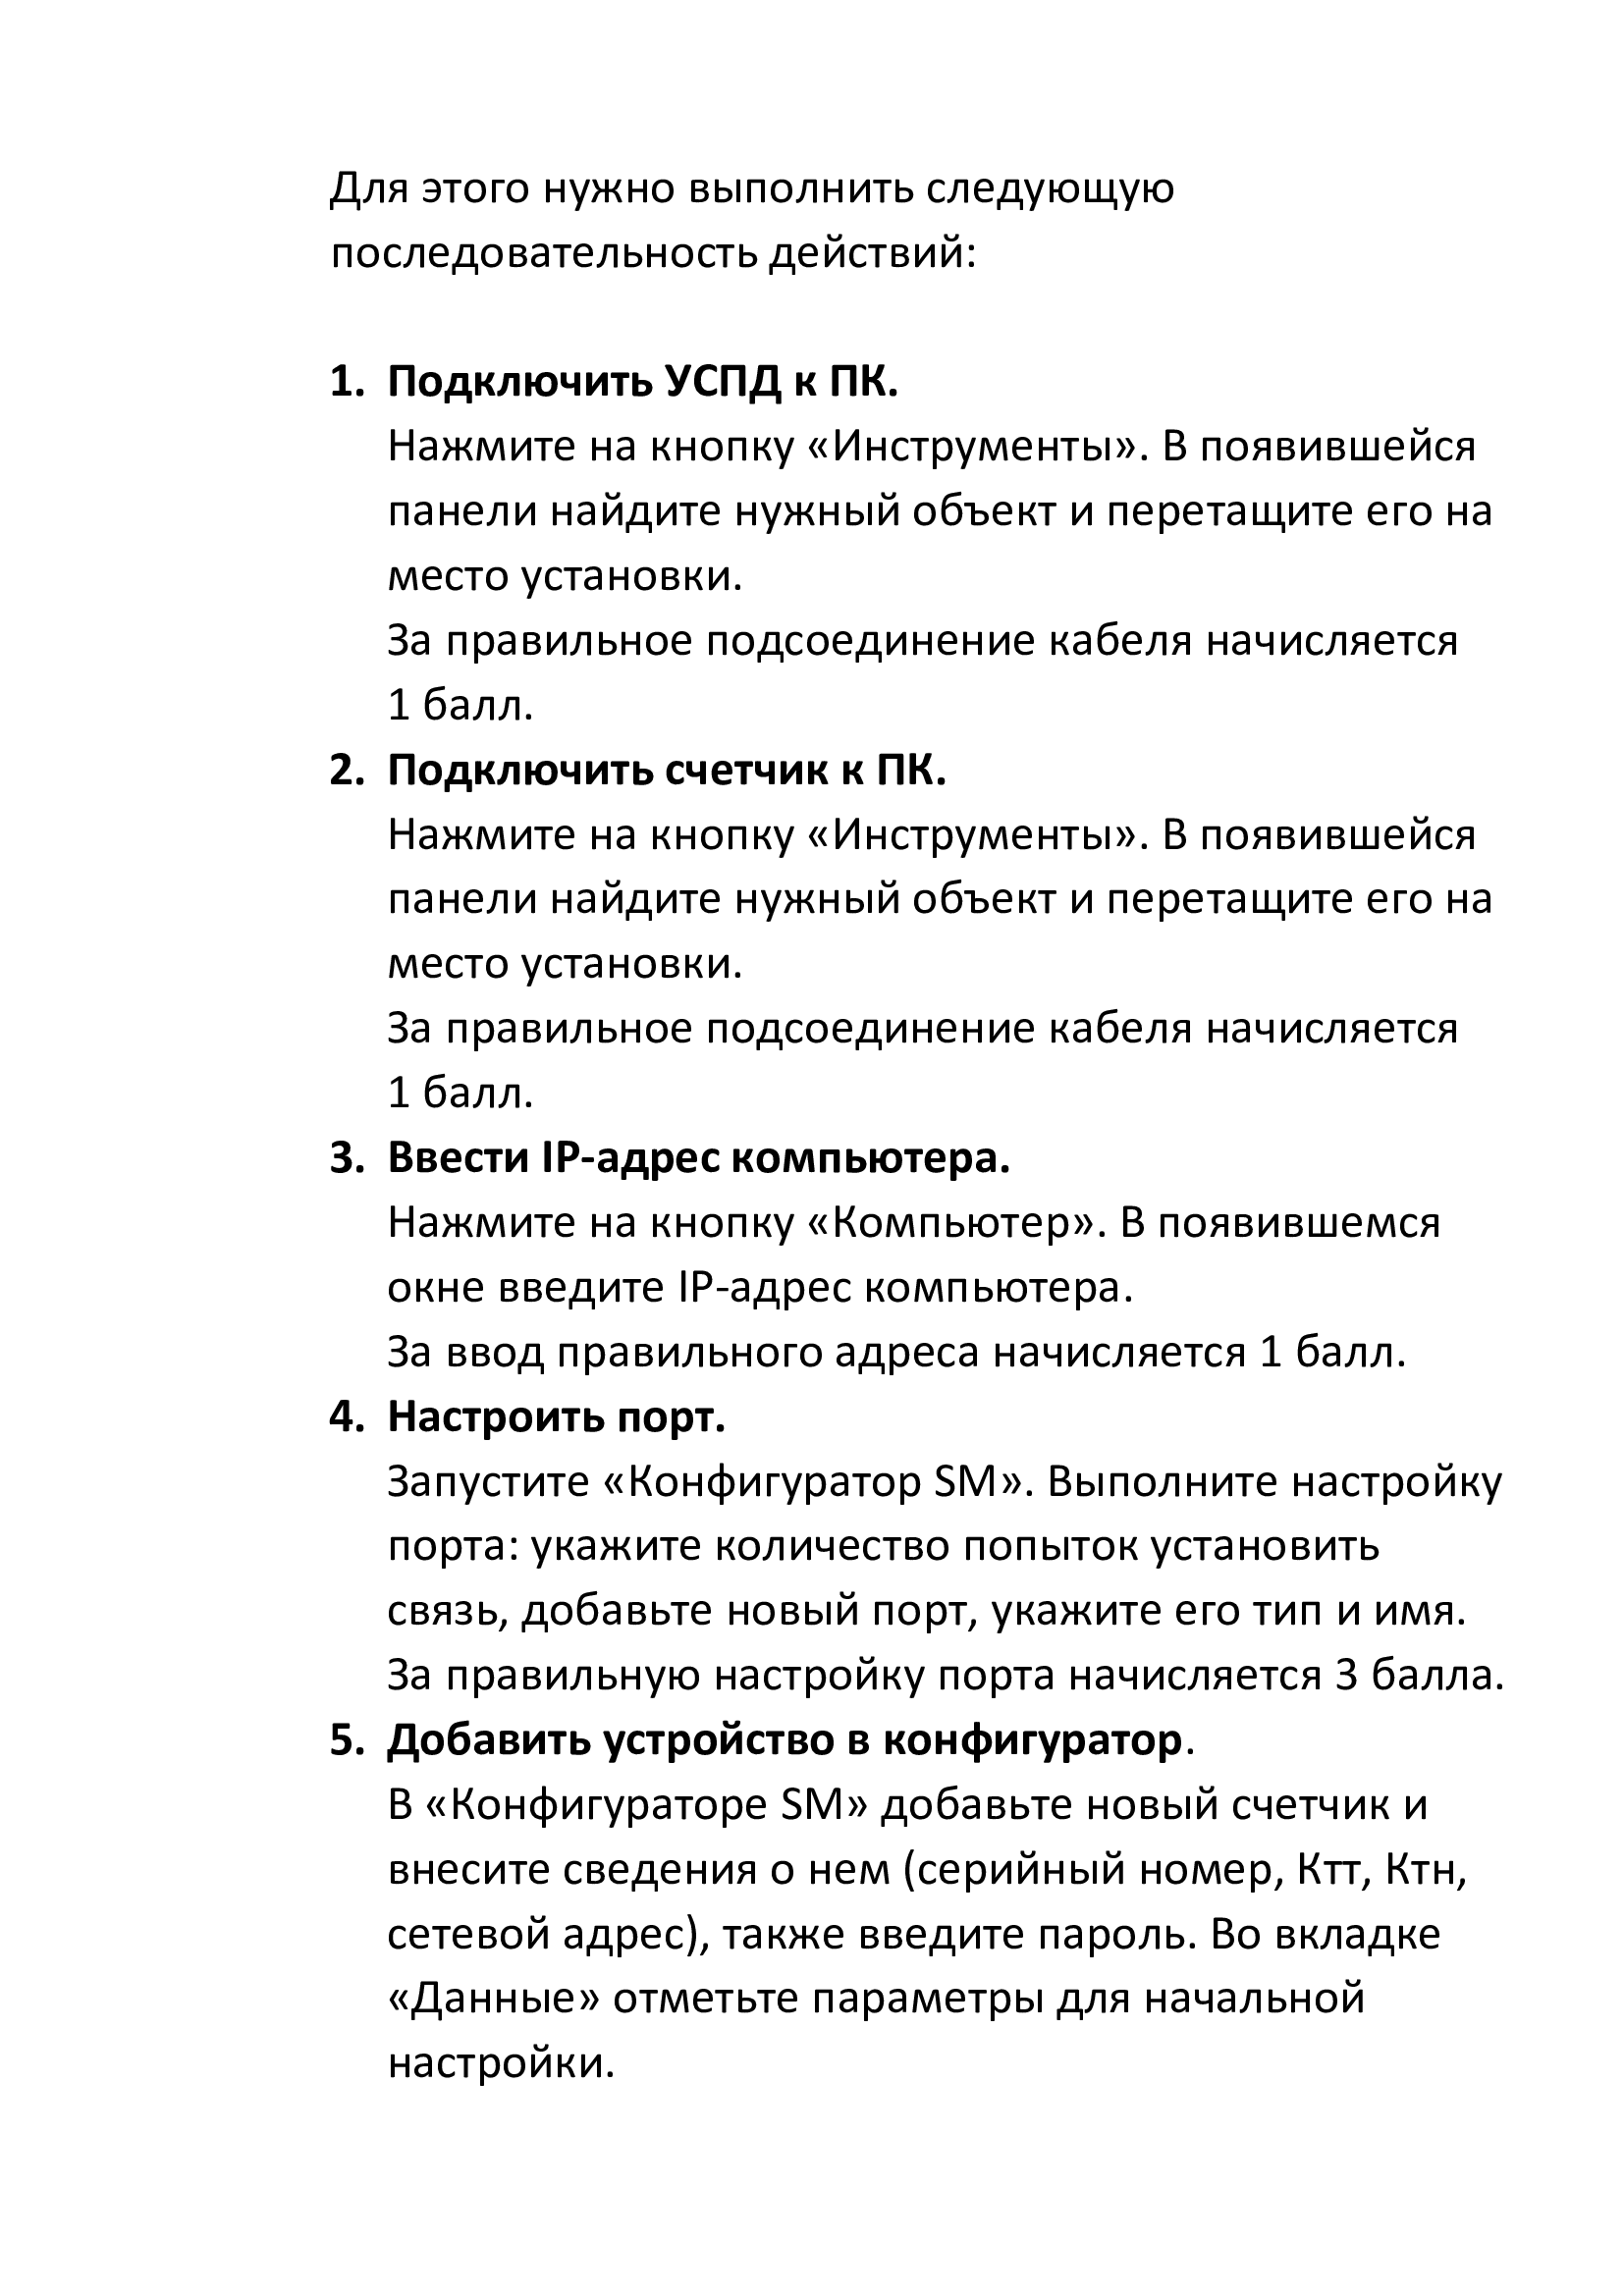 Для этого нужно выполнить следующую
последовательность действий:
1. Подключить УСПД к ПК.
Нажмите на кнопку «Инструменты». В появившейся
панели найдите нужный объект и перетащите его на
место установки.
За правильное подсоединение кабеля начисляется
1 балл.
2. Подключить счетчик к ПК.
Нажмите на кнопку «Инструменты». В появившейся
панели найдите нужный объект и перетащите его на
место установки.
За правильное подсоединение кабеля начисляется
1 балл.
3. Ввести IP-адрес компьютера.
Нажмите на кнопку «Компьютер». В появившемся
окне введите IP-адрес компьютера.
За ввод правильного адреса начисляется 1 балл.
4. Настроить порт.
Запустите «Конфигуратор SM». Выполните настройку
порта: укажите количество попыток установить
связь, добавьте новый порт, укажите его тип и имя.
За правильную настройку порта начисляется 3 балла.
5. Добавить устройство в конфигуратор.
В «Конфигураторе SM» добавьте новый счетчик и
внесите сведения о нем (серийный номер, Ктт, Ктн,
сетевой адрес), также введите пароль. Во вкладке
«Данные» отметьте параметры для начальной
настройки.